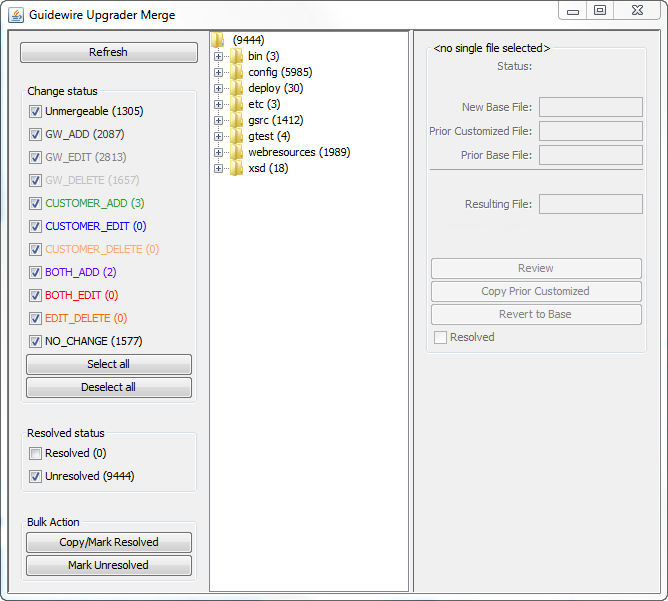 Guidewire Upgrader Merge
Refresh
Change status
Unmergeable (1305)
GW_ADD (2087)
GW_EDIT (2813)
GW_DELETE (1657)
CUSTOMER_ADD (3)
CUSTOMER_EDIT (0)
CUSTOMER_DELETE (0)
BOTH_ADD (2)
BOTH_EDIT (0)
EDIT_DELETE (0)
NO_CHANGE (1577)
Select all
Deselect all
Resolved status
Resolved (0)
Unresolved (9444)
Bulk Action
Copy/Mark Resolved
Mark Unresolved
(9444)
bin (3)
config (5985)
deploy (30)
etc (3)
gsrc (1412)
gtest (4)
webresources (1989)
xsd (18)
<no single file selected>
Status:
New Base File:
Prior Customized File:
Prior Base File:
Resulting File:
Review
Copy Prior Customized
Revert to Base
Resolved